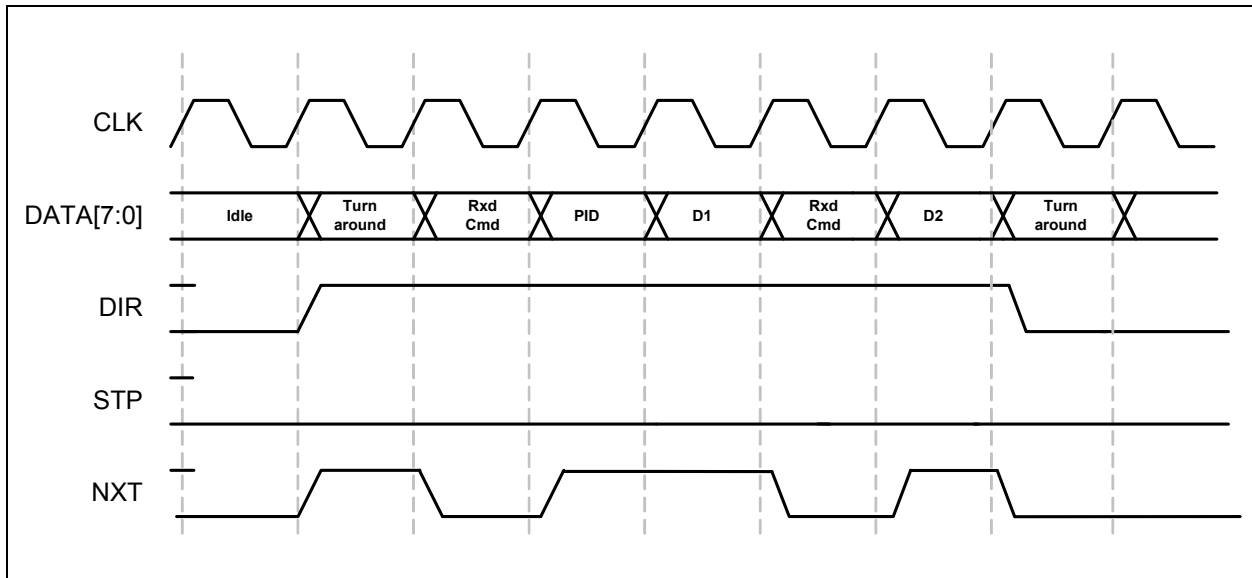 CLK
DATA[7:0]
Idle
Turn
around
Rxd
Cmd
PID
D1
Rxd
Cmd
D2
Turn
around
DIR
STP
NXT